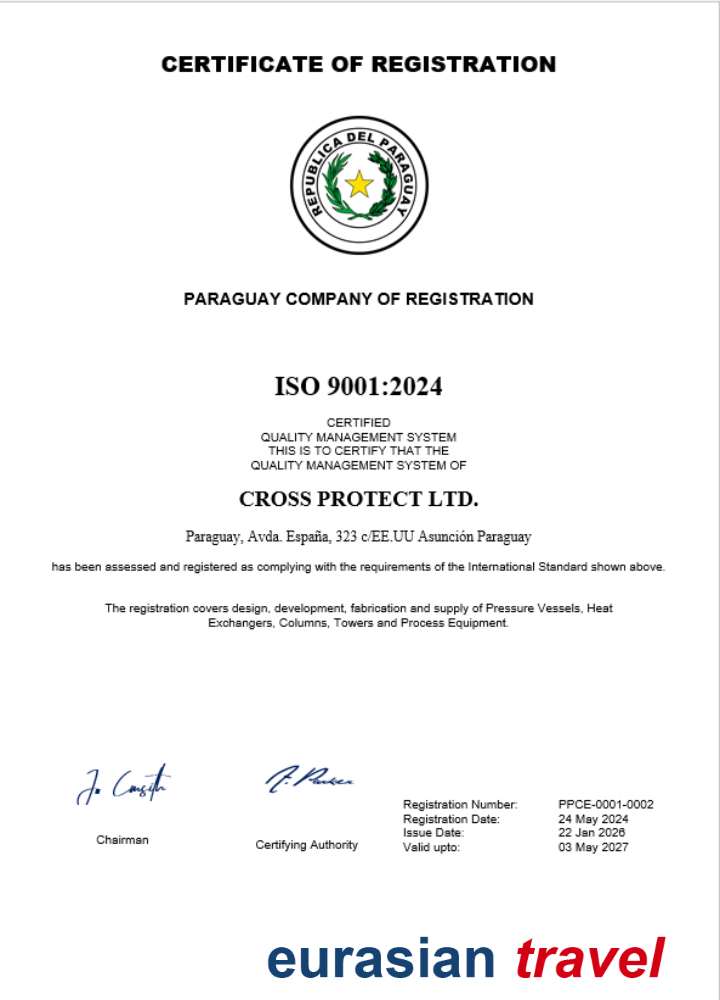 CERTIFICATE OF REGISTRATION
REPUBLICA DEL PARAGUAY
PARAGUAY COMPANY OF REGISTRATION
ISO 9001:2024
CERTIFIED
QUALITY MANAGEMENT SYSTEM
THIS IS TO CERTIFY THAT THE
QUALITY MANAGEMENT SYSTEM OF
CROSS PROTECT LTD.
Paraguay, Avda. España, 323 c/EE.UU Asunción Paraguay
has been assessed and registered as complying with the requirements of the International Standard shown above.
The registration covers design, development, fabrication and supply of Pressure Vessels, Heat
Exchangers, Columns, Towers and Process Equipment.
Registration Number: PPCE-0001-0002
Registration Date: 24 May 2024
Issue Date: 22 Jan 2026
Valid upto: 03 May 2027
Chairman
Certifying Authority
eurasian travel